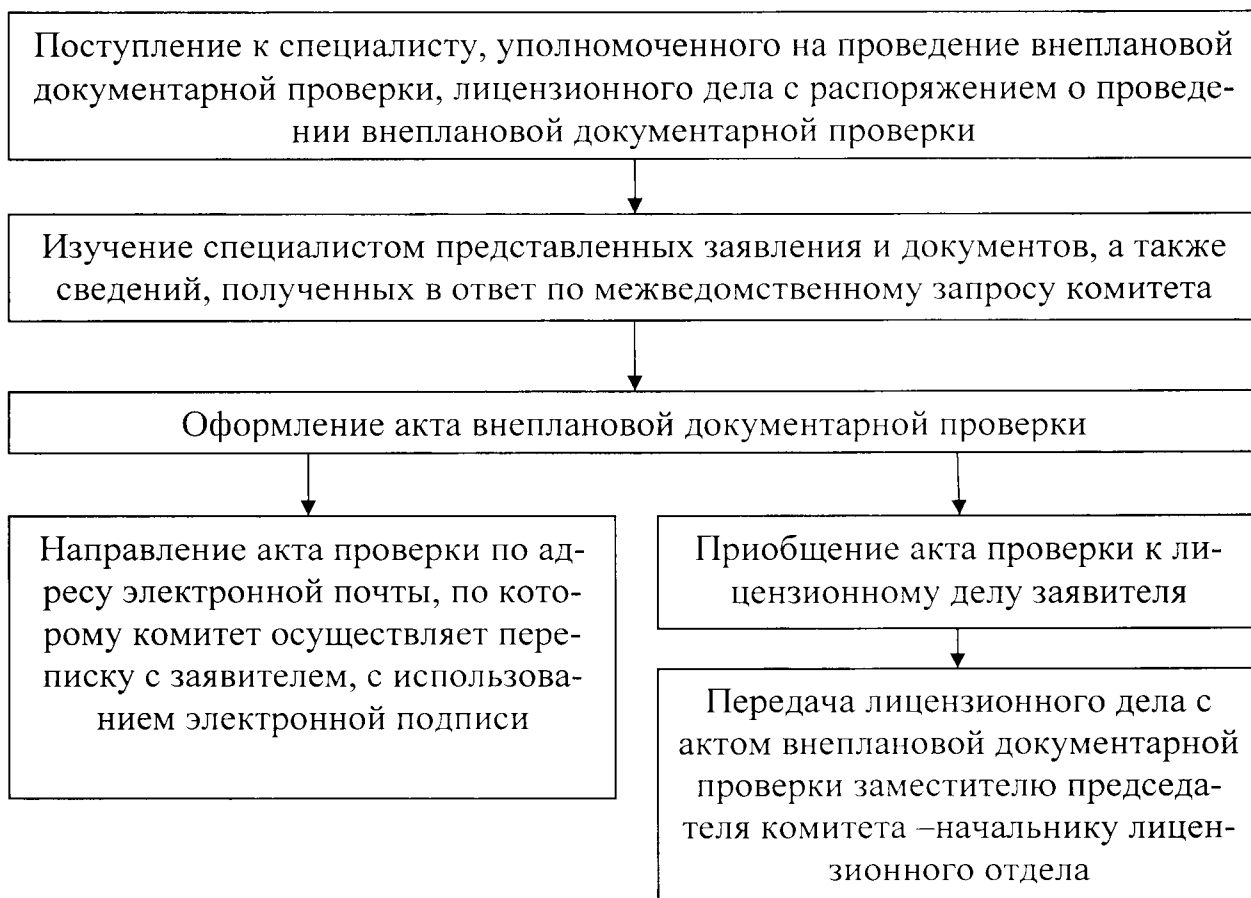 Поступление к специалисту, уполномоченного на проведение внеплановой
документарной проверки, лицензионного дела с распоряжением о проведе-
нии внеплановой документарной проверки
Изучение специалистом представленных заявления и документов, а также
сведений, полученных в ответ по межведомственному запросу комитета
Оформление акта внеплановой документарной проверки
Направление акта проверки по ад-
ресу электронной почты, по кото-
рому комитет осуществляет пере-
писку с заявителем, с использова-
нием электронной подписи
Приобщение акта проверки к ли-
цензионному делу заявителя
Передача лицензионного дела с
актом внеплановой документарной
проверки заместителю председа-
теля комитета –начальнику лицен-
зионного отдела